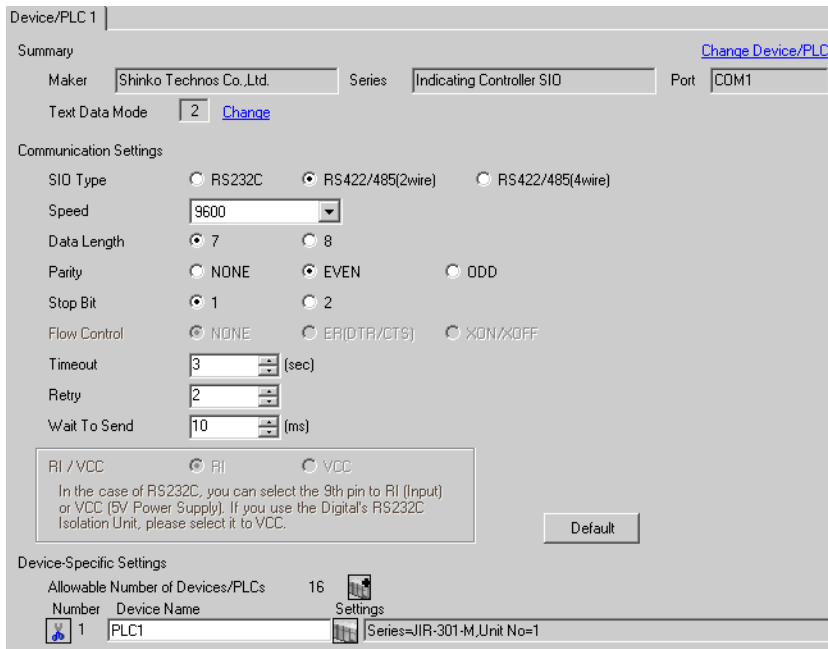 Device/PLC 1
Summary Change Device/PLC
Maker Shinko Technos Co.,Ltd. Series Indicating Controller SIO Port COM1
Text Data Mode 2 Change
Communication Settings
SIO Type RS232C RS422/485(2wire) RS422/485(4wire)
Speed 9600
Data Length 7 8
Parity NONE EVEN ODD
Stop Bit 1 2
Flow Control NONE ER(DTR/CTS) XON/XOFF
Timeout 3 (sec)
Retry 2
Wait To Send 10 (ms)
RI / VCC RI VCC
In the case of RS232C, you can select the 9th pin to RI (Input)
or VCC (5V Power Supply). If you use the Digital's RS232C
Isolation Unit, please select it to VCC.
Default
Device-Specific Settings
Allowable Number of Devices/PLCs 16
Number Device Name Settings
1 PLC1 Series=JIR-301-M,Unit No=1